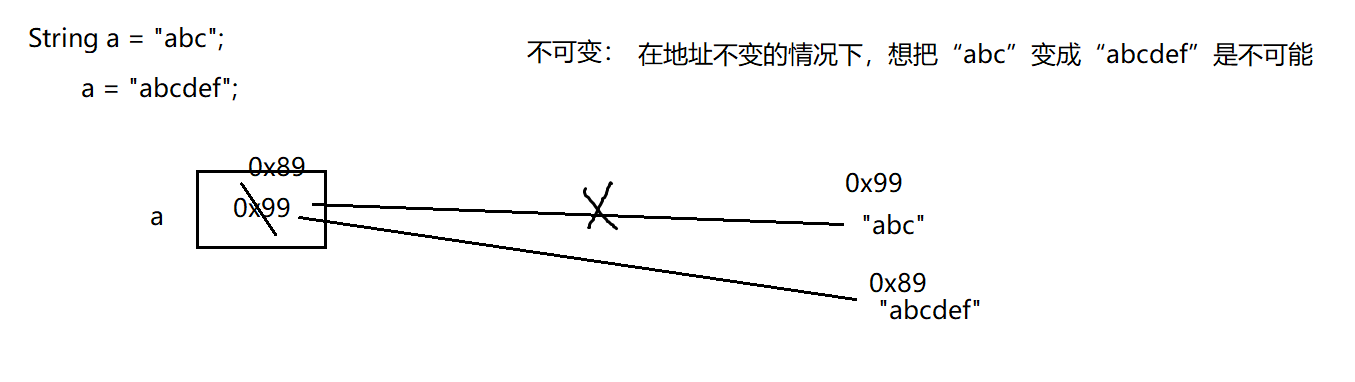 String a = "abc";
不可变： 在地址不变的情况下，想把“abc”变成“abcdef”是不可能
a = "abcdef";
0x89
0x99
a
0x99
"abc"
0x89
"abcdef"